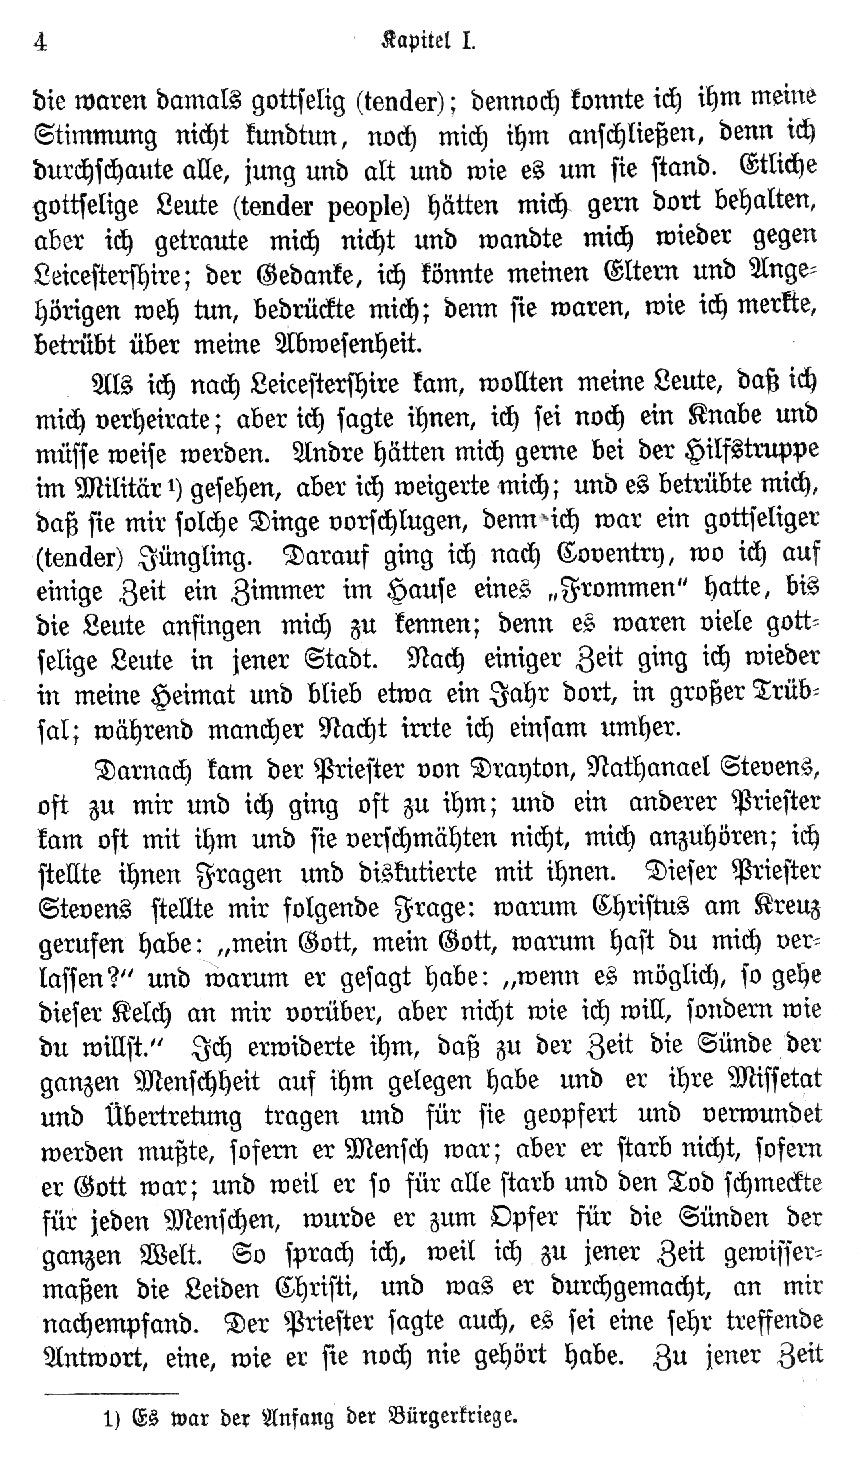 4 Kapitel I.
die waren damals gottselig (tender); dennoch konnte ich ihm meine
Stimmung nicht kundtun, noch mich ihm anschließen, denn ich
durchschaute alle, jung und alt und wie es um sie stand. Etliche
gottselige Leute (tender people) hätten mich gern dort behalten,
aber ich getraute mich nicht und wandte mich wieder gegen
Leicestershire; der Gedanke, ich könnte meinen Eltern und Ange-
hörigen weh tun, bedrückte mich; denn sie waren, wie ich merkte,
betrübt über meine Abwesenheit.
Als ich nach Leicestershire kam, wollten meine Leute, daß ich
mich verheirate; aber ich sagte ihnen, ich sei noch ein Knabe und
müsse weise werden. Andre hätten mich gerne bei der Hilfstruppe
im Militär¹) gesehen, aber ich weigerte mich; und es betrübte mich,
daß sie mir solche Dinge vorschlugen, denn ich war ein gottseliger
(tender) Jüngling. Darauf ging ich nach Coventry, wo ich auf
einige Zeit ein Zimmer im Hause eines „Frommen" hatte, bis
die Leute anfingen mich zu kennen; denn es waren viele gott-
selige Leute in jener Stadt. Nach einiger Zeit ging ich wieder
in meine Heimat und blieb etwa ein Jahr dort, in großer Trüb-
sal; während mancher Nacht irrte ich einsam umher.
Darnach kam der Priester von Drayton, Nathanael Stevens,
oft zu mir und ich ging oft zu ihm; und ein anderer Priester
kam oft mit ihm und sie verschmähten nicht, mich anzuhören; ich
stellte ihnen Fragen und diskutierte mit ihnen. Dieser Priester
Stevens stellte mir folgende Frage: warum Christus am Kreuz
gerufen habe: „mein Gott, mein Gott, warum hast du mich ver-
lassen?" und warum er gesagt habe: „wenn es möglich, so gehe
dieser Kelch an mir vorüber, aber nicht wie ich will, sondern wie
du willst." Ich erwiderte ihm, daß zu der Zeit die Sünde der
ganzen Menschheit auf ihm gelegen habe und er ihre Missetat
und Übertretung tragen und für sie geopfert und verwundet
werden mußte, sofern er Mensch war; aber er starb nicht, sofern
er Gott war; und weil er so für alle starb und den Tod schmeckte
für jeden Menschen, wurde er zum Opfer für die Sünden der
ganzen Welt. So sprach ich, weil ich zu jener Zeit gewisser-
maßen die Leiden Christi, und was er durchgemacht, an mir
nachempfand. Der Priester sagte auch, es sei eine sehr treffende
Antwort, eine, wie er sie noch nie gehört habe. Zu jener Zeit
1) Es war der Anfang der Bürgerkriege.